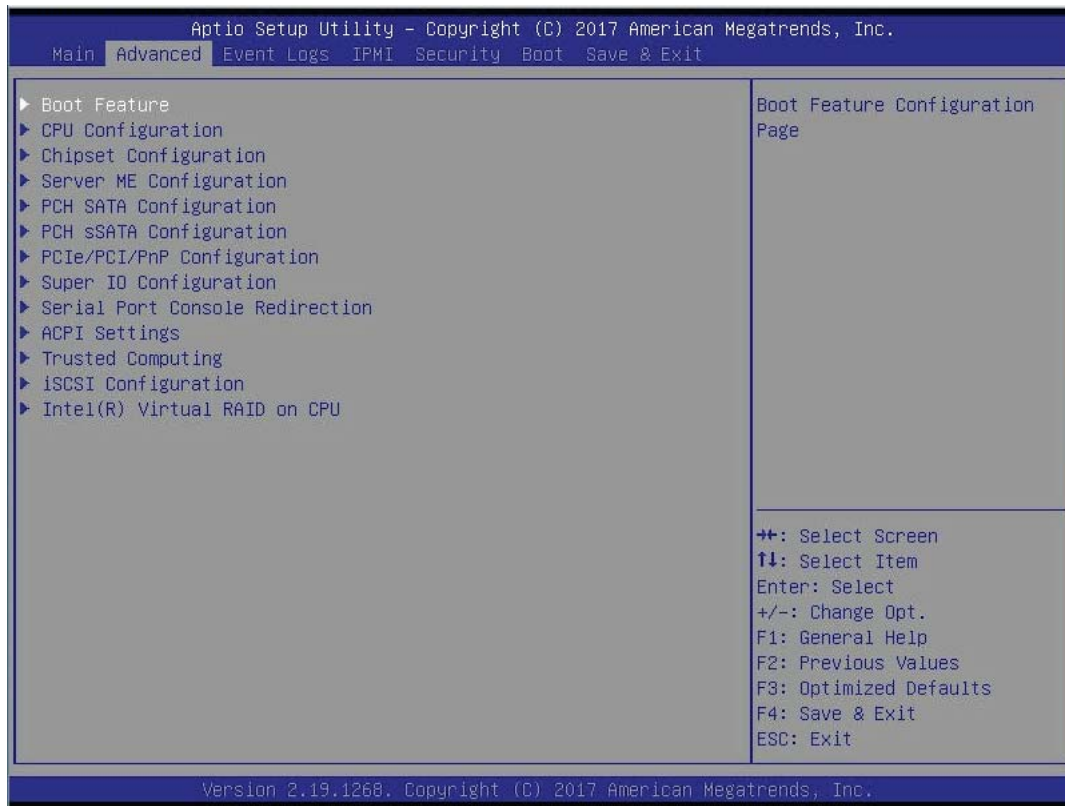 Aptio Setup Utility – Copyright (C) 2017 American Megatrends, Inc.
Main Advanced Event Logs IPMI Security Boot Save & Exit
Boot Feature
CPU Configuration
Chipset Configuration
Server ME Configuration
PCH SATA Configuration
PCH sSATA Configuration
PCIe/PCI/PnP Configuration
Super IO Configuration
Serial Port Console Redirection
ACPI Settings
Trusted Computing
iSCSI Configuration
Intel(R) Virtual RAID on CPU
Boot Feature Configuration
Page
→←: Select Screen
↑↓: Select Item
Enter: Select
+/-: Change Opt.
F1: General Help
F2: Previous Values
F3: Optimized Defaults
F4: Save & Exit
ESC: Exit
Version 2.19.1268. Copyright (C) 2017 American Megatrends, Inc.